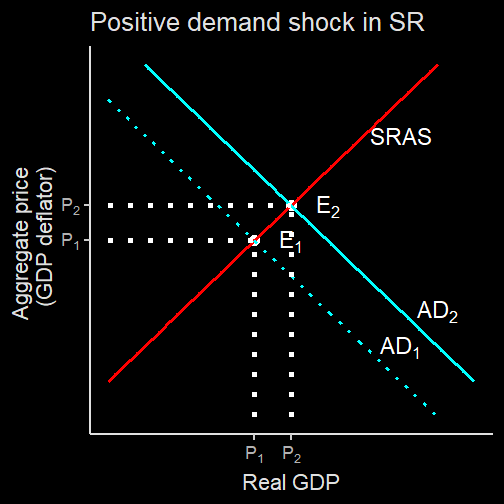 Positive demand shock in SR
SRAS
Aggregate price
(GDP deflator)
P₂
E₂
P₁
E₁
AD₂
AD₁
P₁
P₂
Real GDP